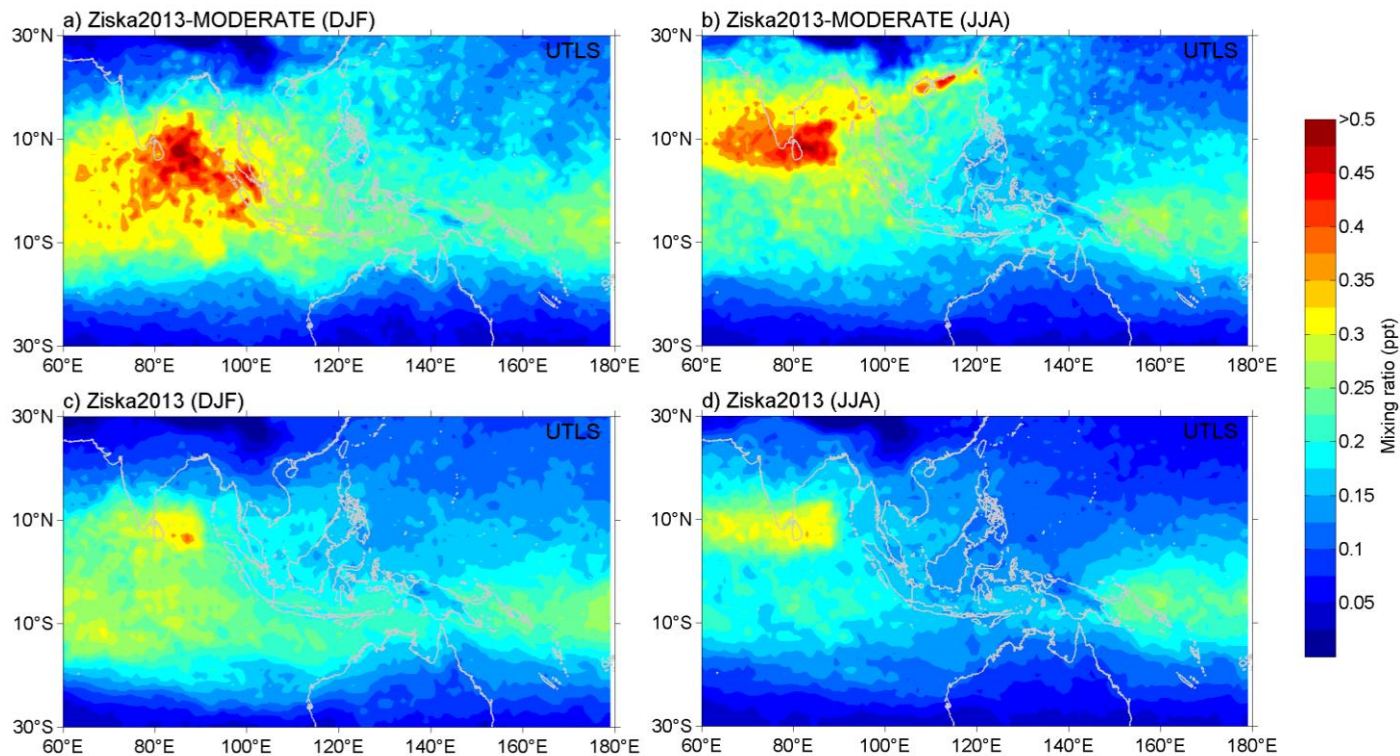 a) Ziska2013-MODERATE (DJF)
b) Ziska2013-MODERATE (JJA)
30°N
UTLS
30°N
UTLS
10°N
10°N
10°S
10°S
30°S
30°S
60°E 80°E 100°E 120°E 140°E 160°E 180°E
60°E 80°E 100°E 120°E 140°E 160°E 180°E
c) Ziska2013 (DJF)
d) Ziska2013 (JJA)
30°N
UTLS
30°N
UTLS
10°N
10°N
10°S
10°S
30°S
30°S
60°E 80°E 100°E 120°E 140°E 160°E 180°E
60°E 80°E 100°E 120°E 140°E 160°E 180°E
>0.5
0.45
0.4
0.35
0.3
0.25
0.2
0.15
0.1
0.05
Mixing ratio (ppt)